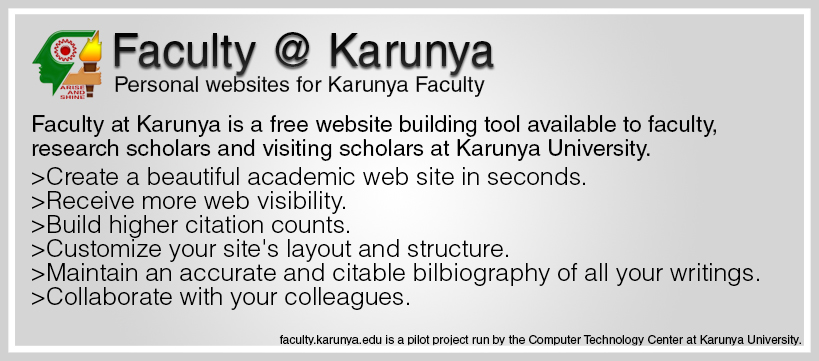 Faculty @ Karunya
Personal websites for Karunya Faculty
ARISE
AND
SHINE
Faculty at Karunya is a free website building tool available to faculty,
research scholars and visiting scholars at Karunya University.
>Create a beautiful academic web site in seconds.
>Receive more web visibility.
>Build higher citation counts.
>Customize your site's layout and structure.
>Maintain an accurate and citable bilbiography of all your writings.
>Collaborate with your colleagues.
faculty.karunya.edu is a pilot project run by the Computer Technology Center at Karunya University.